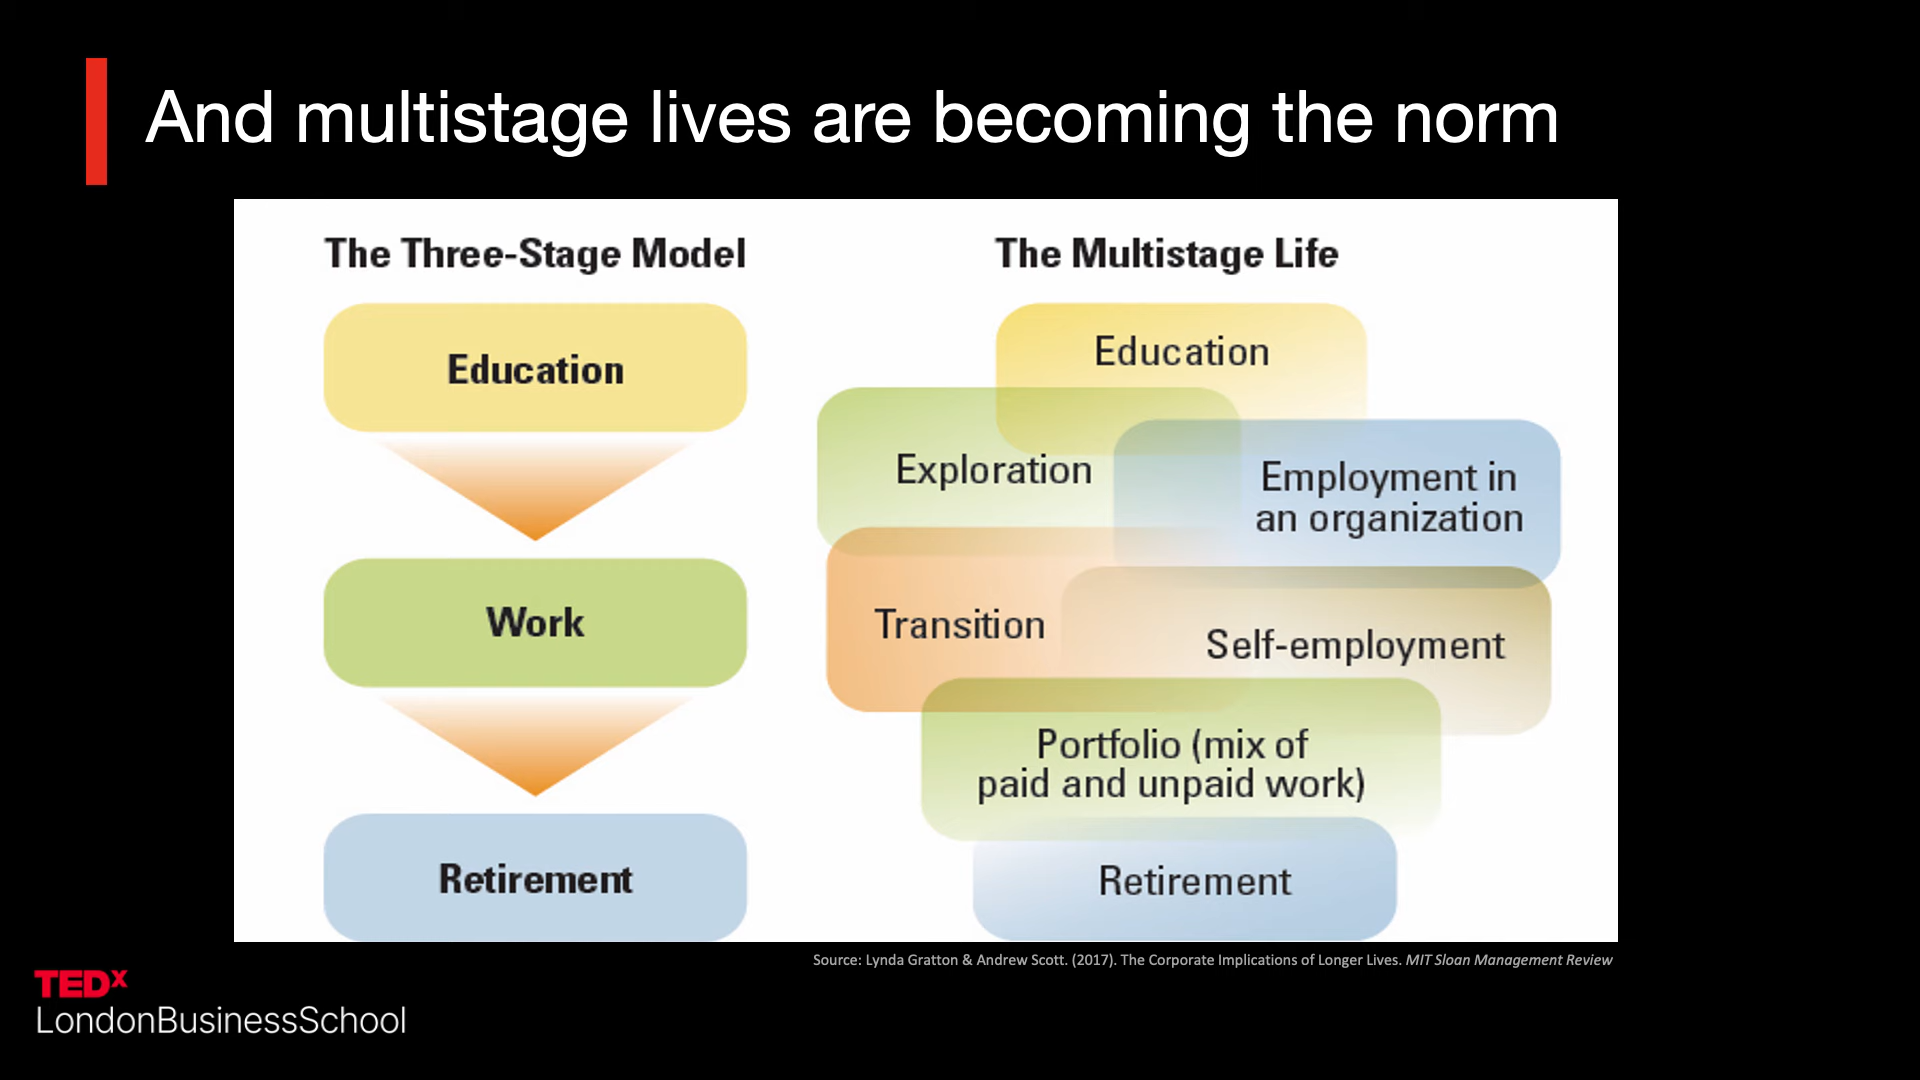 And multistage lives are becoming the norm
The Three-Stage Model
Education
Work
Retirement
The Multistage Life
Education
Exploration
Employment in
an organization
Transition
Self-employment
Portfolio (mix of
paid and unpaid work)
Retirement
Source: Lynda Gratton & Andrew Scott. (2017). The Corporate Implications of Longer Lives. MIT Sloan Management Review
TEDx
LondonBusinessSchool